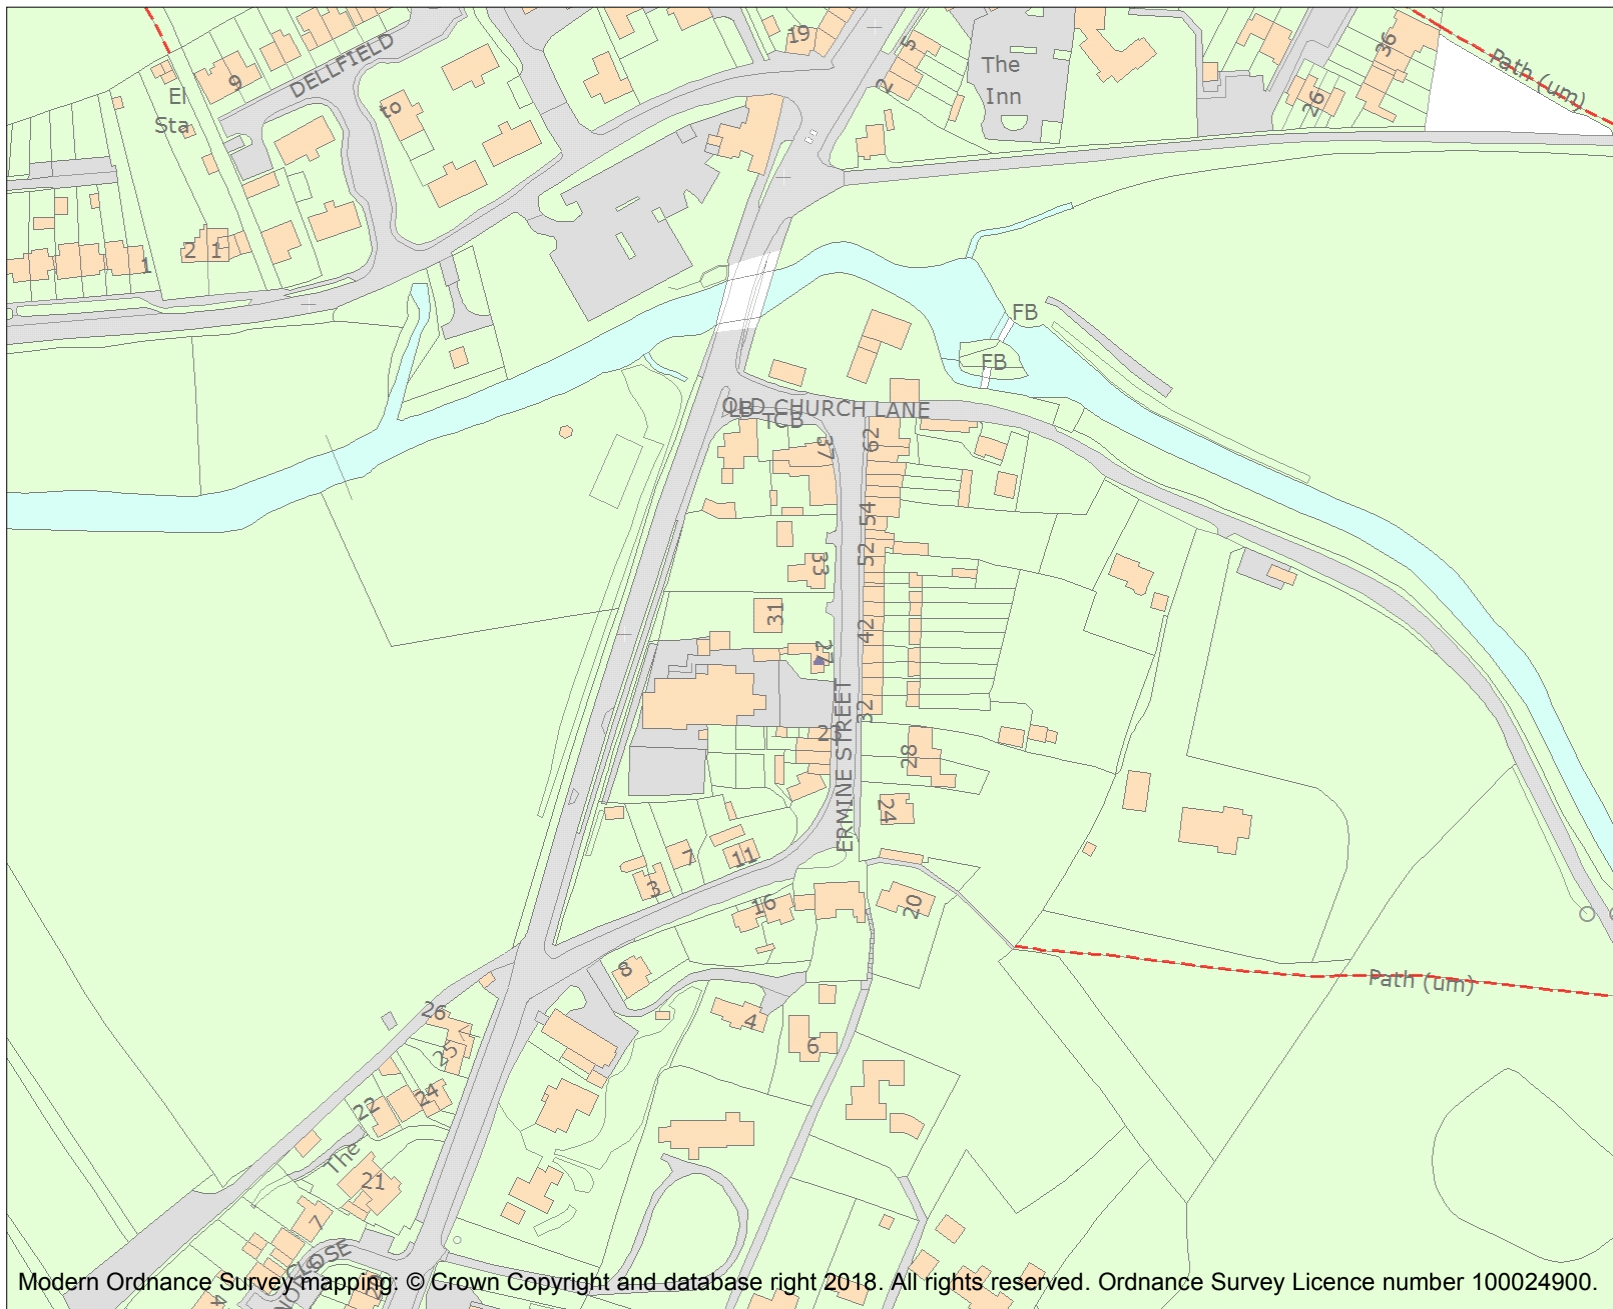 19
5
36
Path (um)
9
DELLFIELD
The
Inn
2
26
El
Sta
to
2
1
1
FB
FB
OLD CHURCH LANE
LB
TCB
37
62
54
52
33
31
42
27
32
23
28
ERMINE STREET
24
7
11
3
16
20
8
Path (um)
26
4
25
6
24
22
The
21
7
CLOSE
Modern Ordnance Survey mapping: © Crown Copyright and database right 2018. All rights reserved. Ordnance Survey Licence number 100024900.